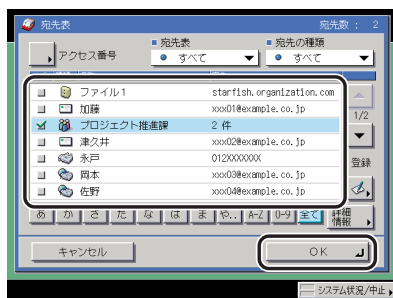 宛先表 宛先数： 2
アクセス番号 ■ 宛先表 ■ 宛先の種類
● すべて ▼ ● すべて ▼
ファイル1 starfish.organization.com
加藤 xxx01@example.co.jp
プロジェクト推進課 2 件
津久井 xxx02@example.co.jp
永戸 012XXXXXXX
岡本 xxx03@example.co.jp
佐野 xxx04@example.co.jp
1/2
登録
あ か さ た な は ま や.. A-Z 0-9 全て 詳細情報
キャンセル OK
システム状況/中止